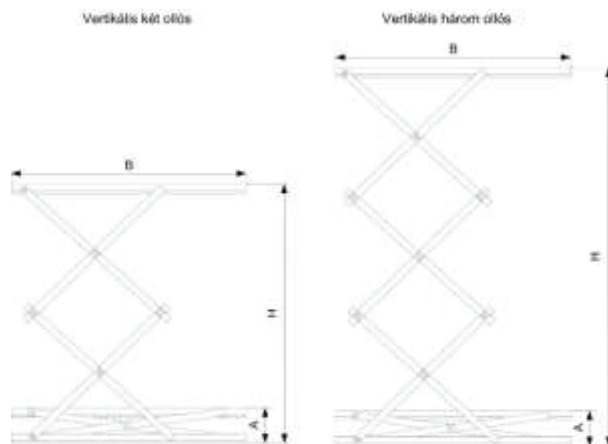 Vertikális két ollós
Vertikális három ollós
B
B
H
H
A
A